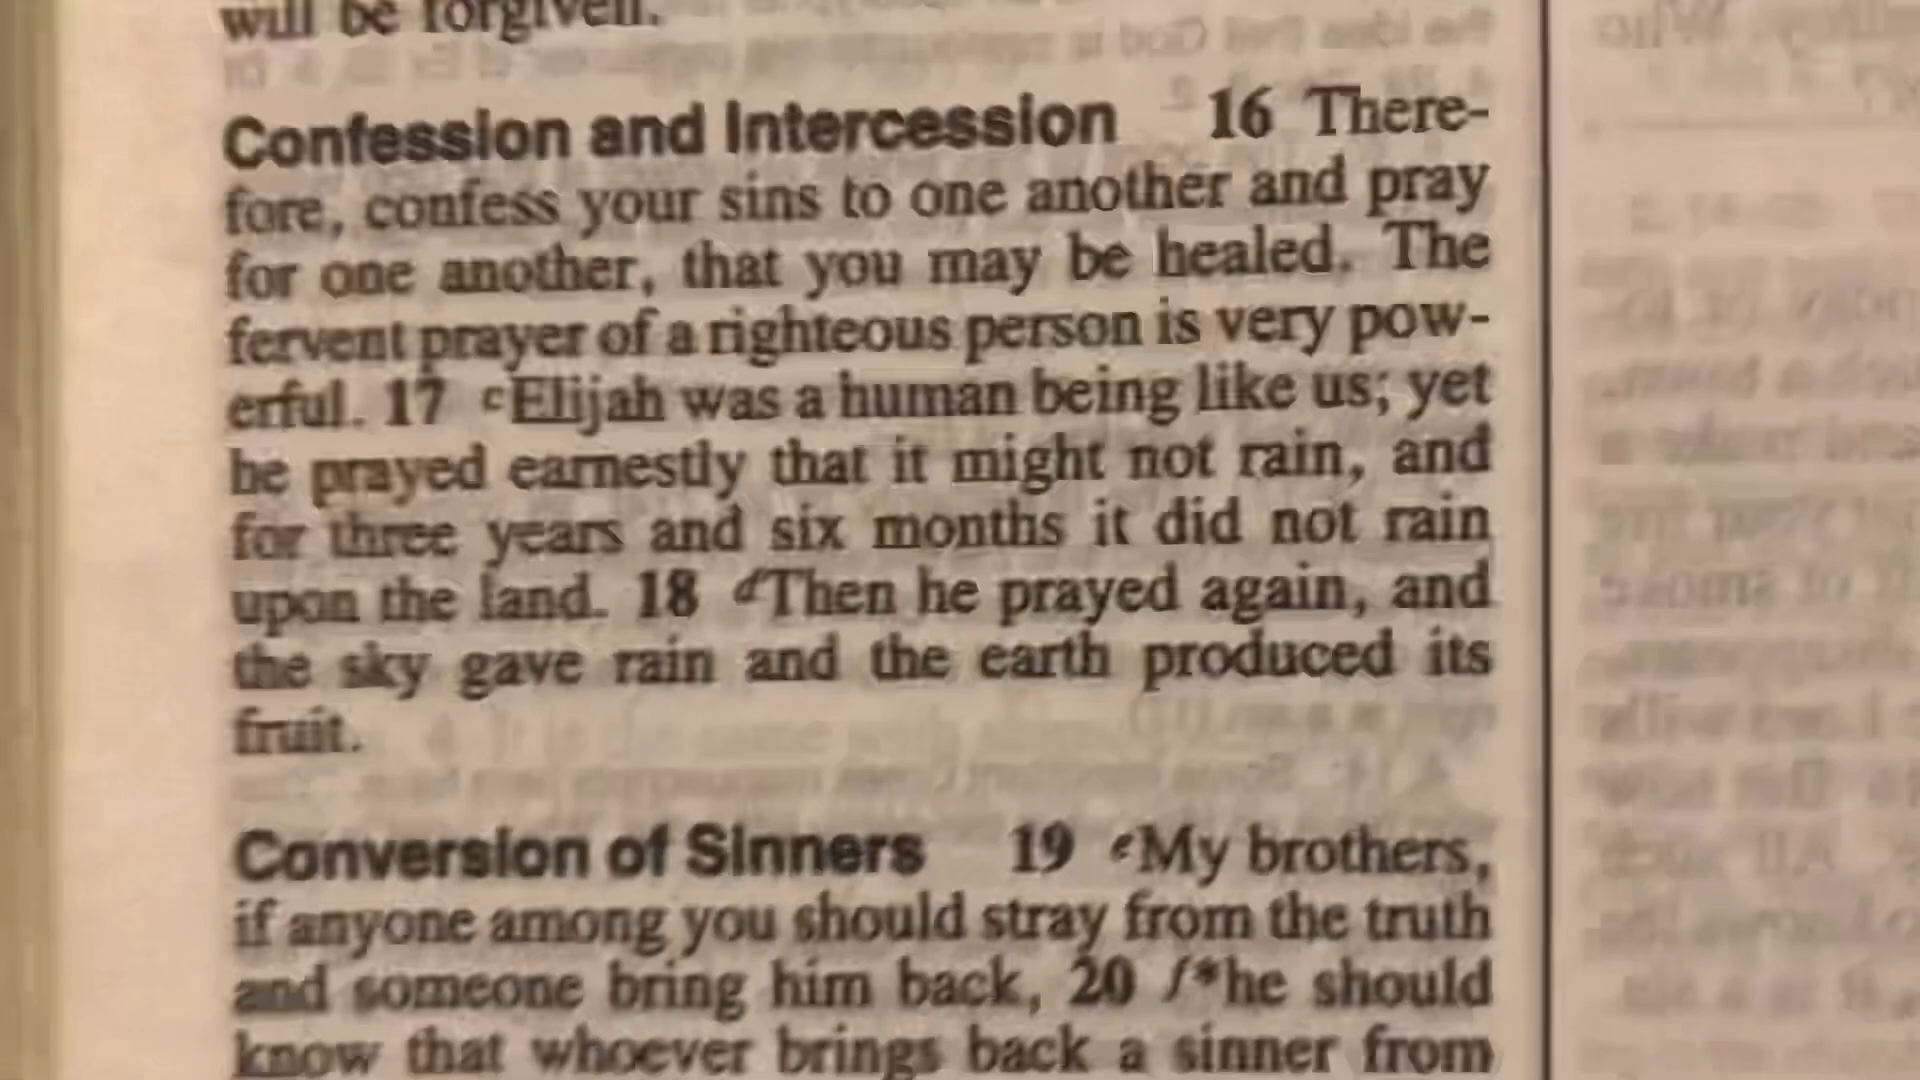 will be forgiven.
Confession and Intercession 16 There-
fore, confess your sins to one another and pray
for one another, that you may be healed. The
fervent prayer of a righteous person is very pow-
erful. 17 cElijah was a human being like us; yet
he prayed earnestly that it might not rain, and
for three years and six months it did not rain
upon the land. 18 dThen he prayed again, and
the sky gave rain and the earth produced its
fruit.
Conversion of Sinners 19 eMy brothers,
if anyone among you should stray from the truth
and someone bring him back, 20 f*he should
know that whoever brings back a sinner from